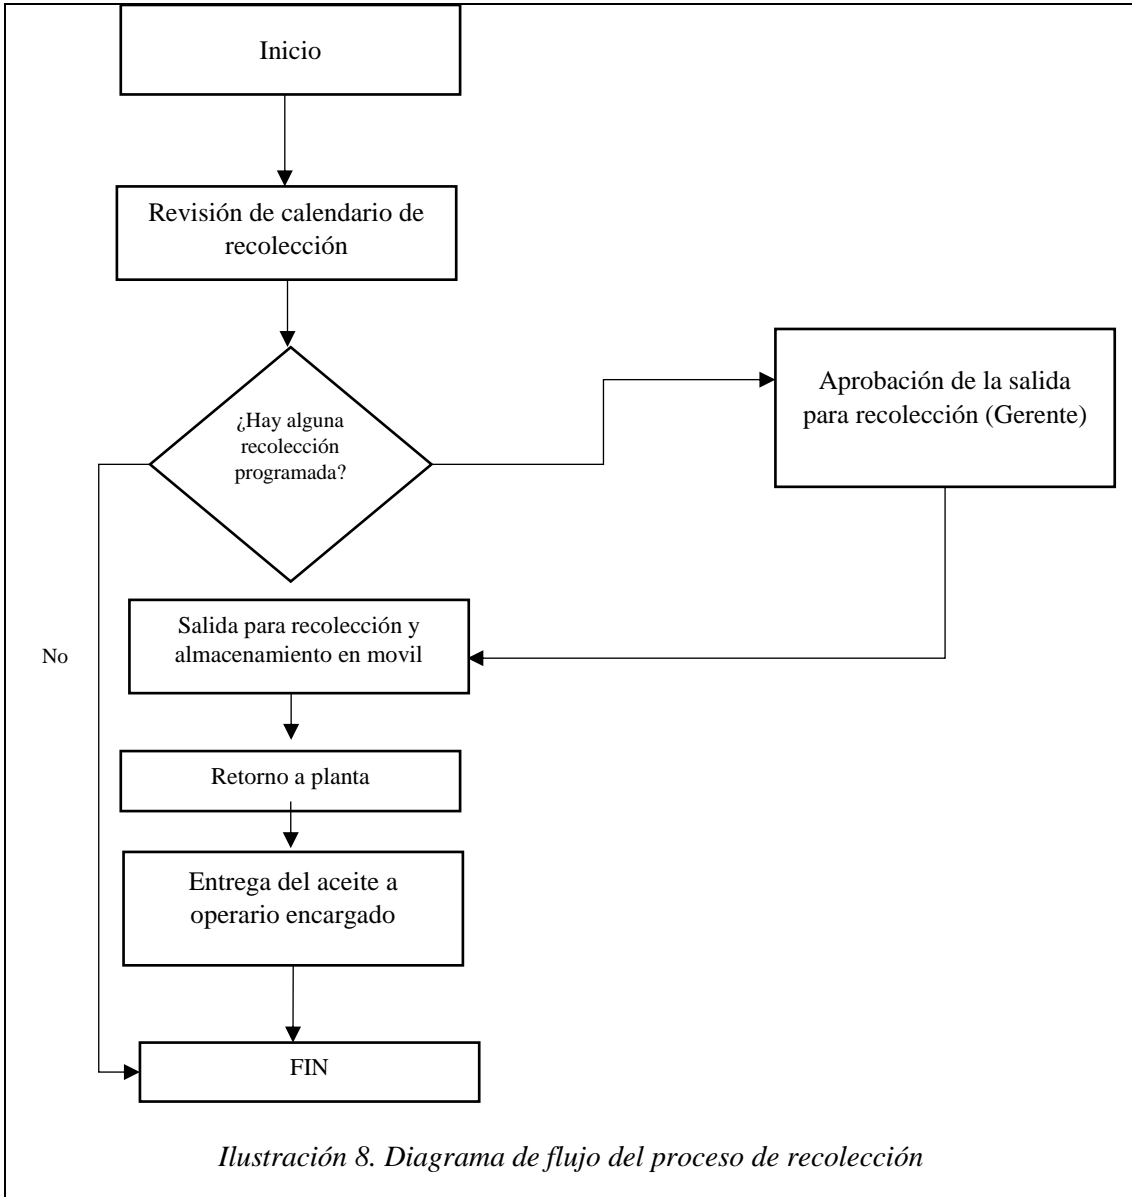 Inicio
Revisión de calendario de
recolección
¿Hay alguna
recolección
programada?
Aprobación de la salida
para recolección (Gerente)
Salida para recolección y
almacenamiento en movil
No
Retorno a planta
Entrega del aceite a
operario encargado
FIN
Ilustración 8. Diagrama de flujo del proceso de recolección